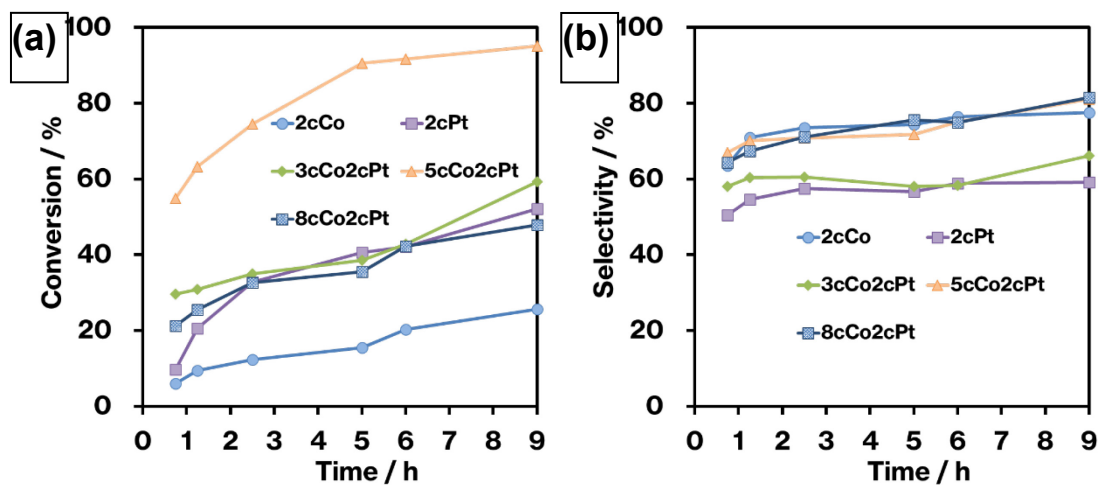 (a)
100
80
60
40
20
0
Conversion / %
2cCo
2cPt
3cCo2cPt
5cCo2cPt
8cCo2cPt
0 1 2 3 4 5 6 7 8 9
Time / h
(b)
100
80
60
40
20
0
Selectivity / %
2cCo
2cPt
3cCo2cPt
5cCo2cPt
8cCo2cPt
0 1 2 3 4 5 6 7 8 9
Time / h